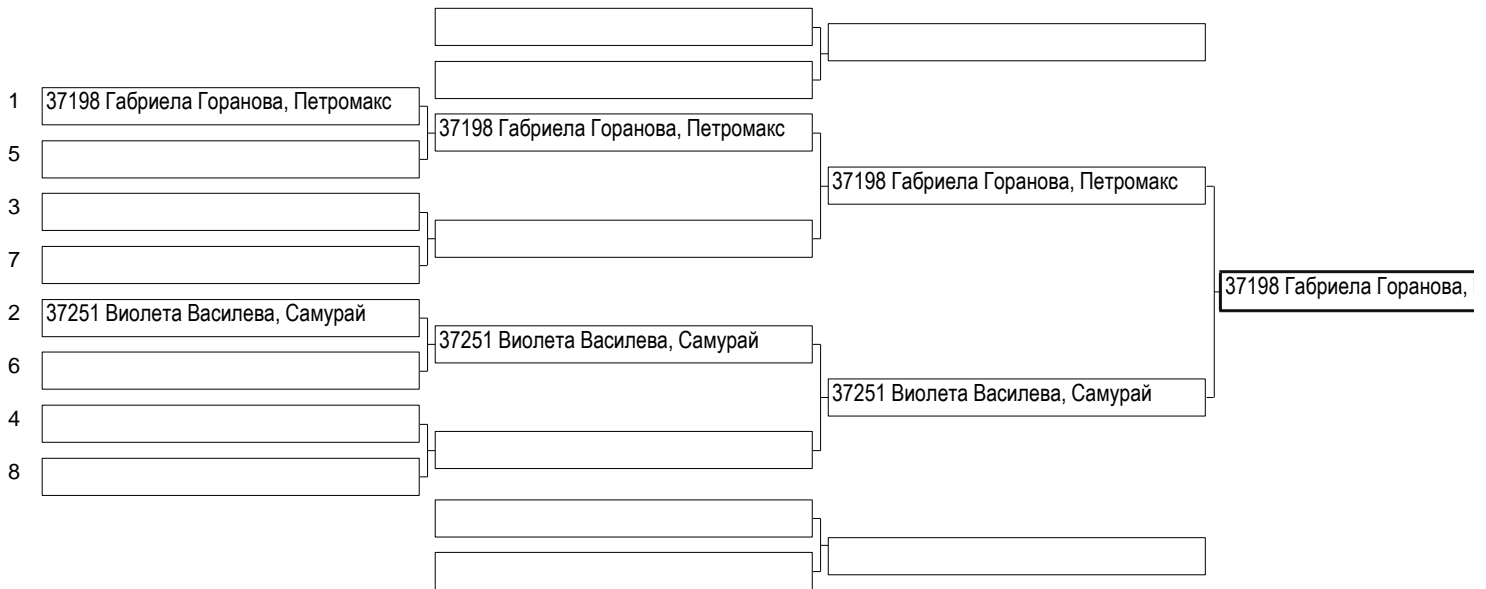 1 37198 Габриела Горанова, Петромакс
37198 Габриела Горанова, Петромакс
5
37198 Габриела Горанова, Петромакс
3
7
37198 Габриела Горанова,
2 37251 Виолета Василева, Самурай
37251 Виолета Василева, Самурай
6
37251 Виолета Василева, Самурай
4
8